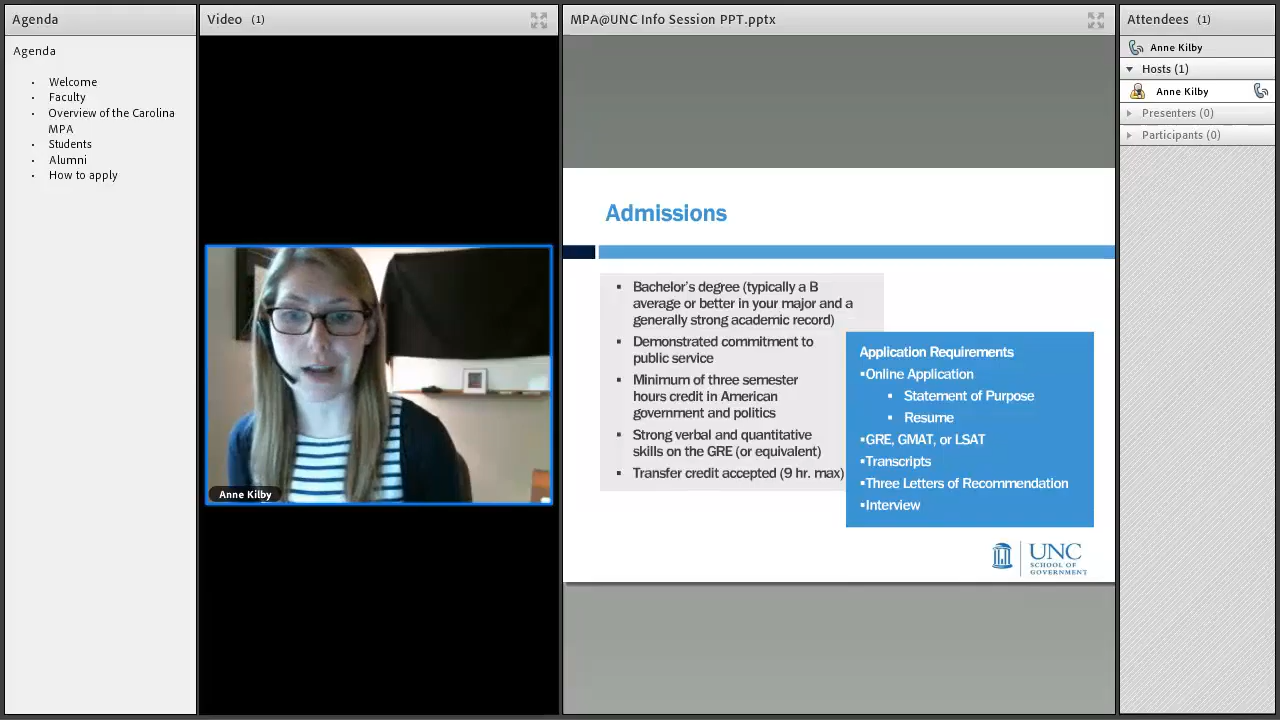 Agenda
Agenda
• Welcome
• Faculty
• Overview of the Carolina
MPA
• Students
• Alumni
• How to apply
Video (1)
Anne Kilby
MPA@UNC Info Session PPT.pptx
Admissions
▪ Bachelor's degree (typically a B
average or better in your major and a
generally strong academic record)
▪ Demonstrated commitment to
public service
▪ Minimum of three semester
hours credit in American
government and politics
▪ Strong verbal and quantitative
skills on the GRE (or equivalent)
▪ Transfer credit accepted (9 hr. max)
Application Requirements
▪Online Application
▪ Statement of Purpose
▪ Resume
▪GRE, GMAT, or LSAT
▪Transcripts
▪Three Letters of Recommendation
▪Interview
UNC
SCHOOL OF
GOVERNMENT
Attendees (1)
Anne Kilby
Hosts (1)
Anne Kilby
Presenters (0)
Participants (0)